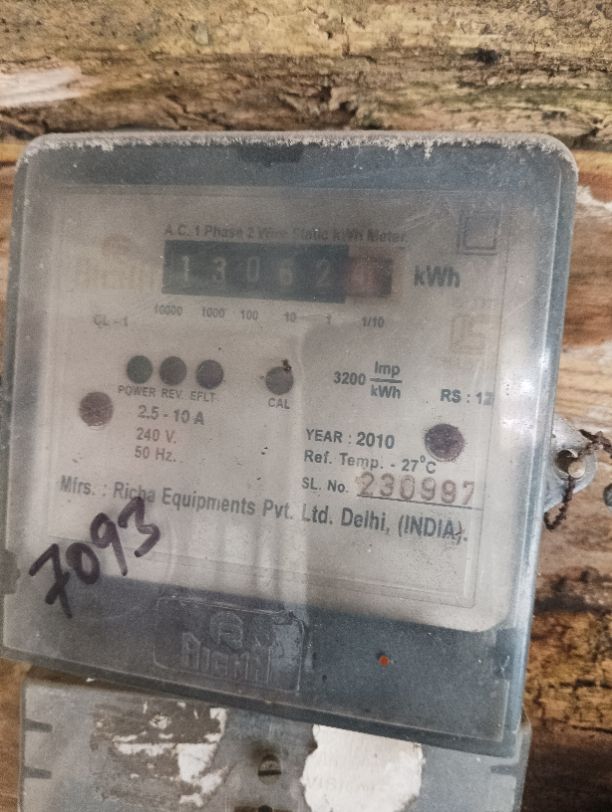 A.C. 1 Phase 2 Wire Static kWh Meter
13062 kWh
CL - 1 10000 1000 100 10 1 1/10
POWER REV. EFLT CAL 3200 Imp/kWh RS : 12
2.5 - 10 A
240 V.
50 Hz.
YEAR : 2010
Ref. Temp. - 27°C
SL. No. 230997
Mfrs. : Richa Equipments Pvt. Ltd. Delhi, (INDIA).
7093
RICHA